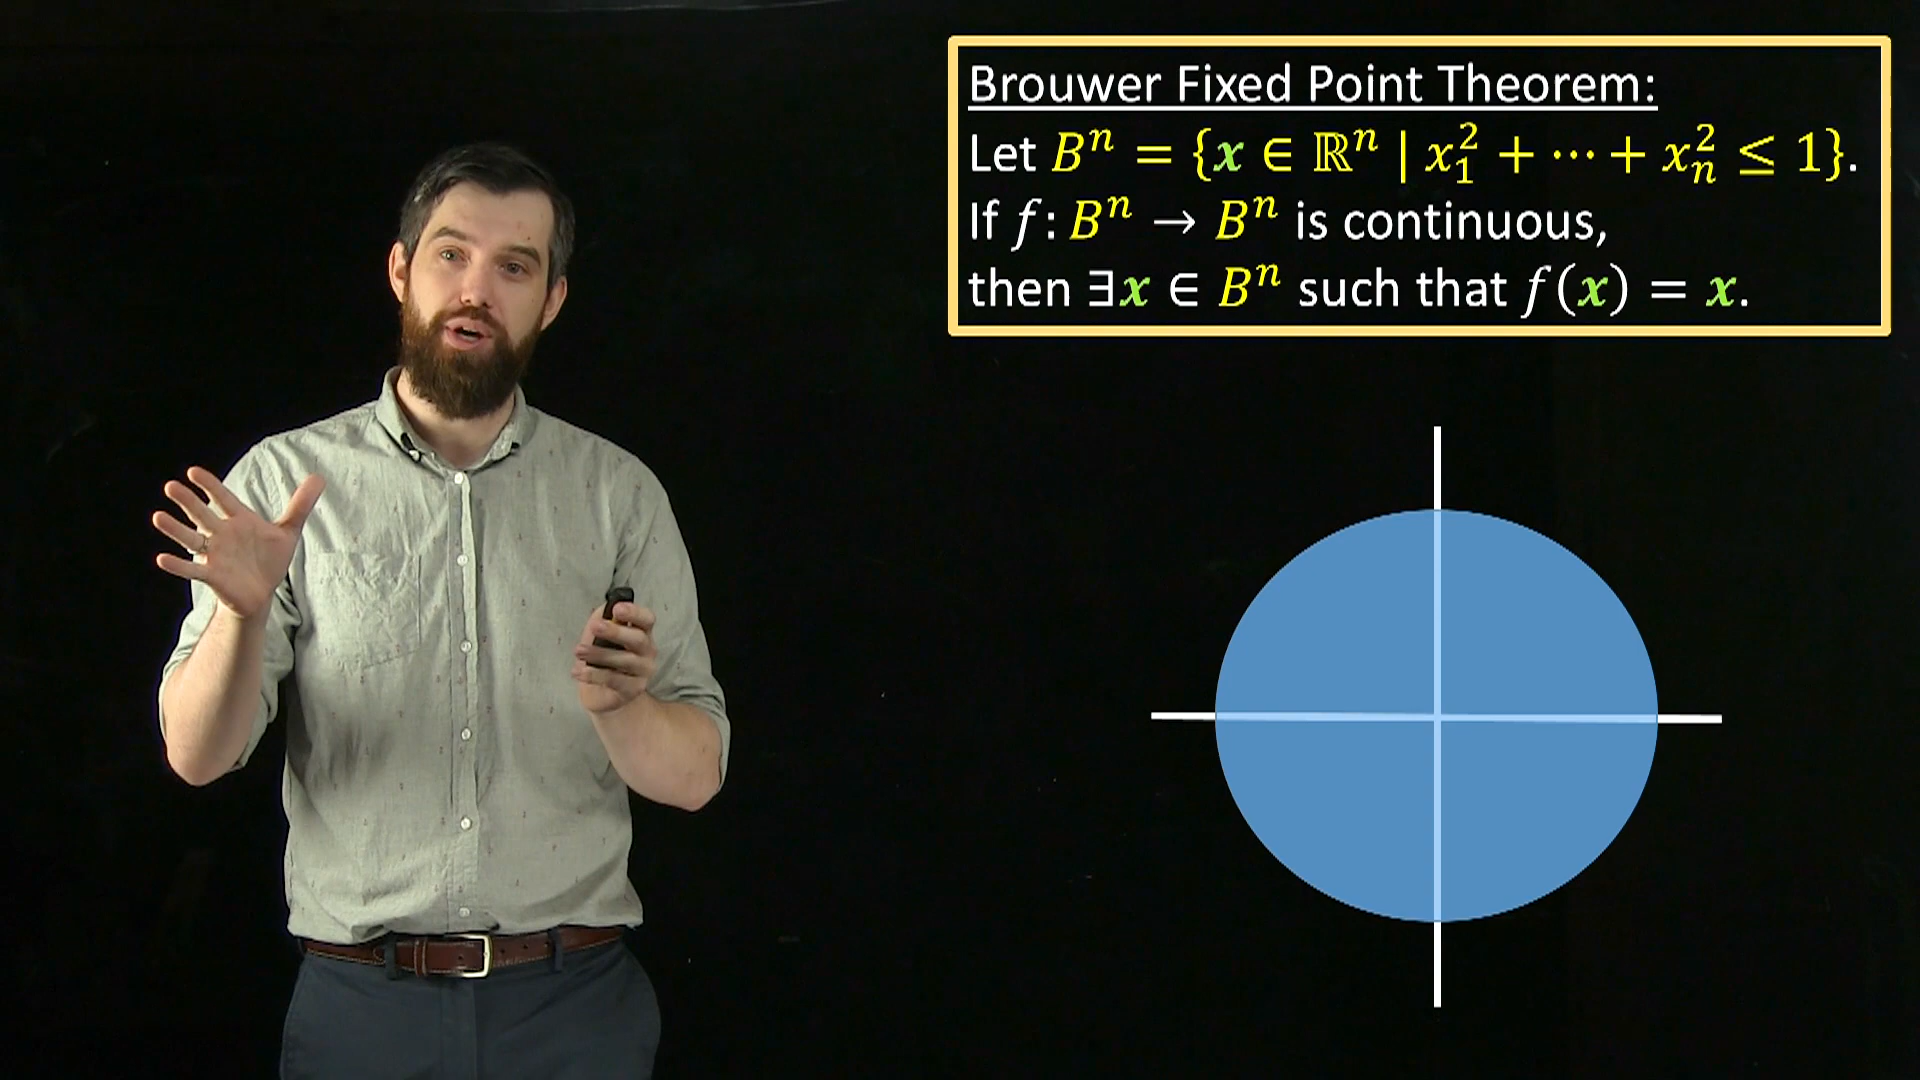 Brouwer Fixed Point Theorem:
Let Bⁿ = {x ∈ ℝⁿ | x₁² + ⋯ + xₙ² ≤ 1}.
If f: Bⁿ → Bⁿ is continuous,
then ∃x ∈ Bⁿ such that f(x) = x.